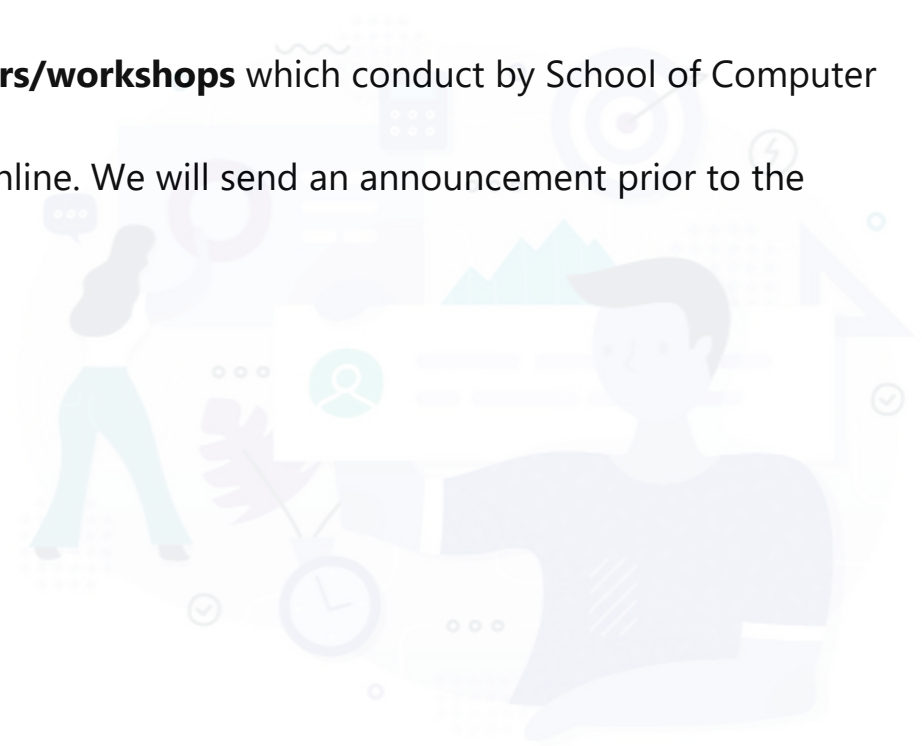 rs/workshops which conduct by School of Computer
nline. We will send an announcement prior to the